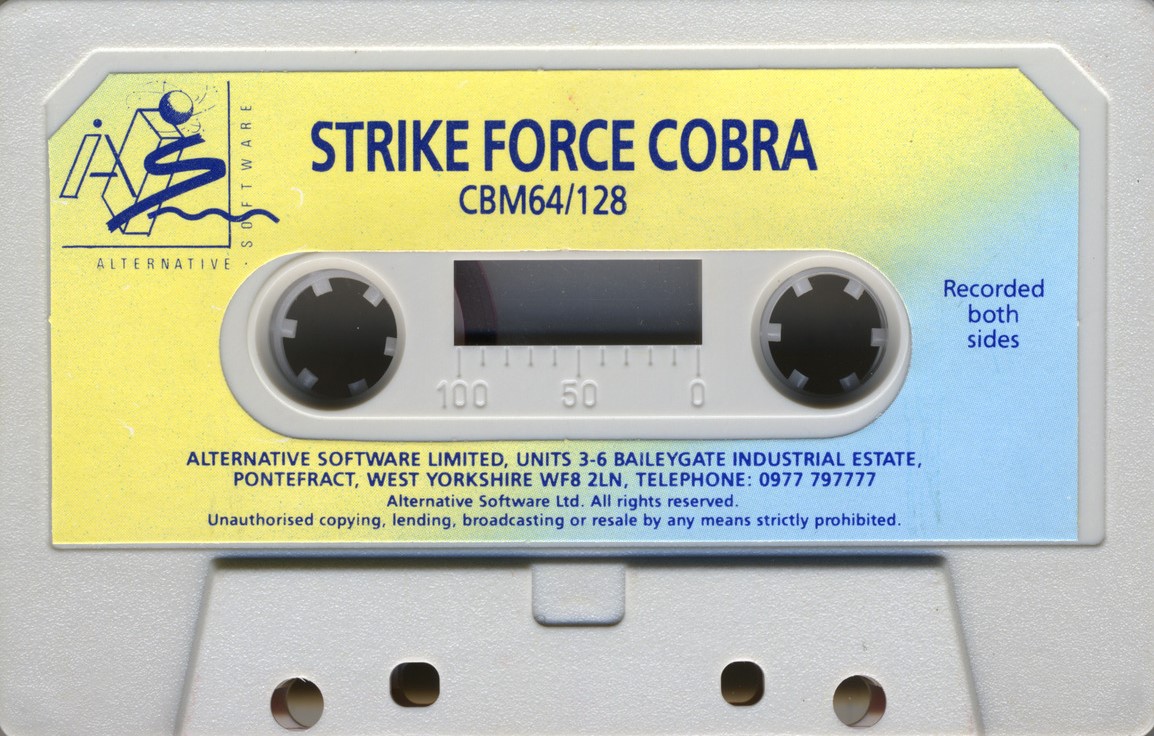 STRIKE FORCE COBRA
CBM64/128
SOFTWARE
ALTERNATIVE
Recorded
both
sides
100 50 0
ALTERNATIVE SOFTWARE LIMITED, UNITS 3-6 BAILEYGATE INDUSTRIAL ESTATE,
PONTEFRACT, WEST YORKSHIRE WF8 2LN, TELEPHONE: 0977 797777
Alternative Software Ltd. All rights reserved.
Unauthorised copying, lending, broadcasting or resale by any means strictly prohibited.